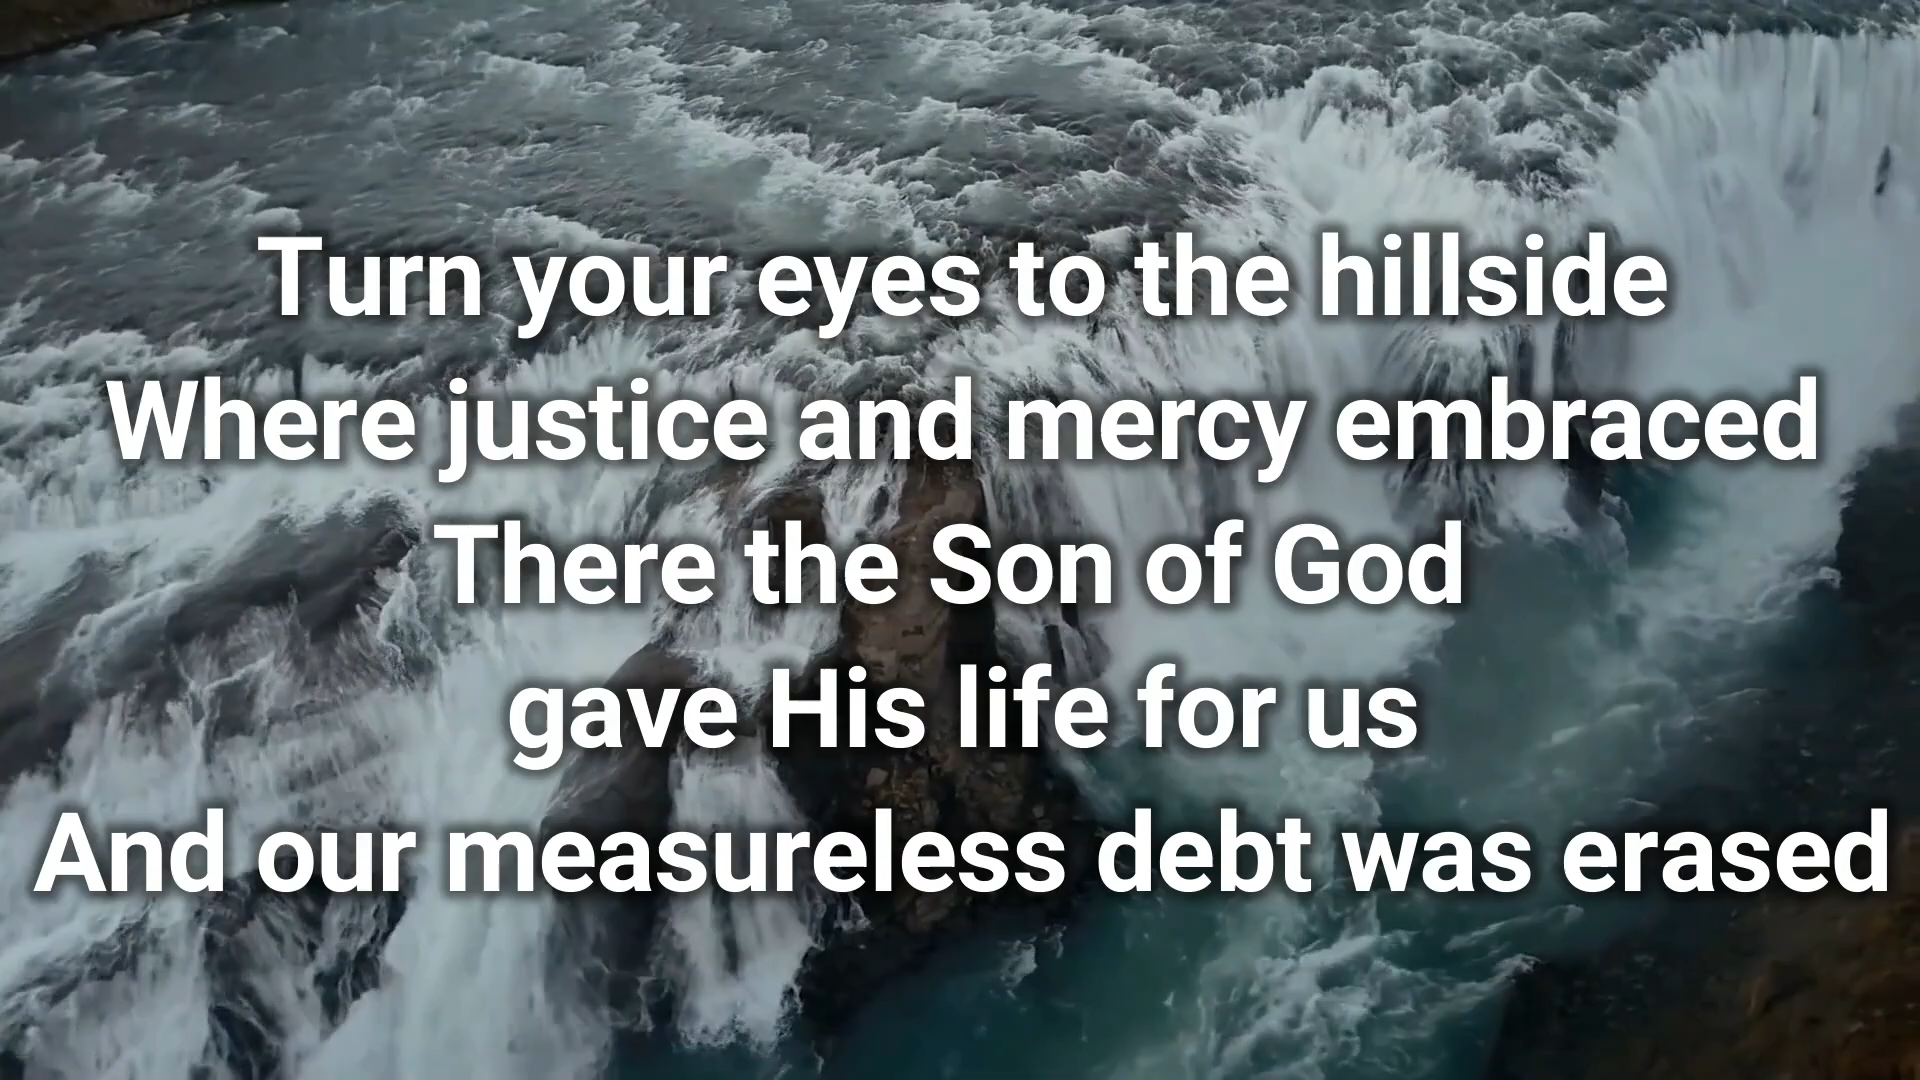 Turn your eyes to the hillside
Where justice and mercy embraced
There the Son of God
gave His life for us
And our measureless debt was erased